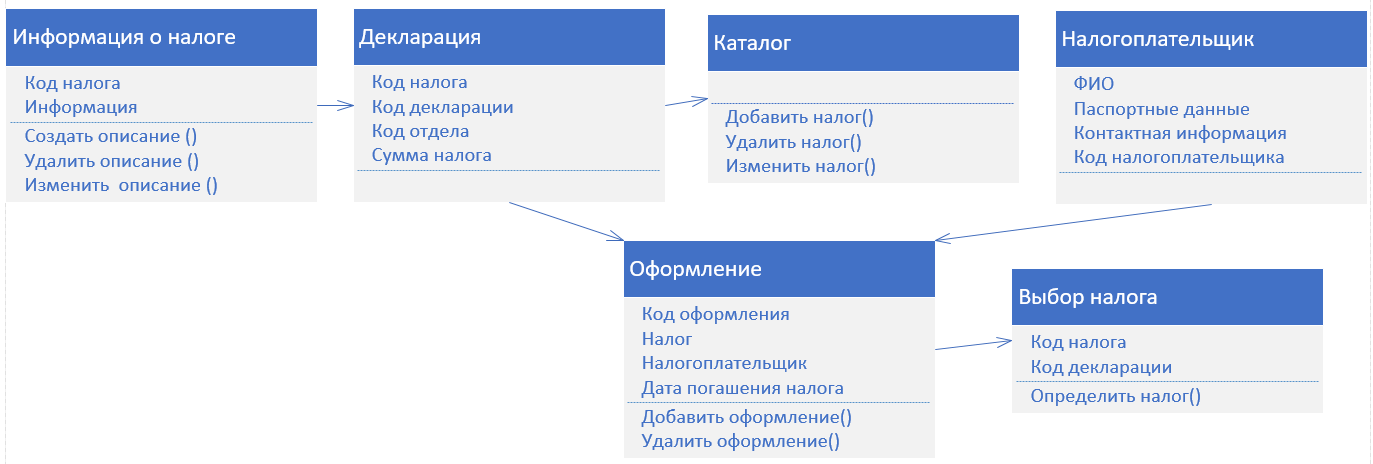 Информация о налоге
Код налога
Информация
Создать описание ()
Удалить описание ()
Изменить описание ()
Декларация
Код налога
Код декларации
Код отдела
Сумма налога
Каталог
Добавить налог()
Удалить налог()
Изменить налог()
Налогоплательщик
ФИО
Паспортные данные
Контактная информация
Код налогоплательщика
Оформление
Код оформления
Налог
Налогоплательщик
Дата погашения налога
Добавить оформление()
Удалить оформление()
Выбор налога
Код налога
Код декларации
Определить налог()